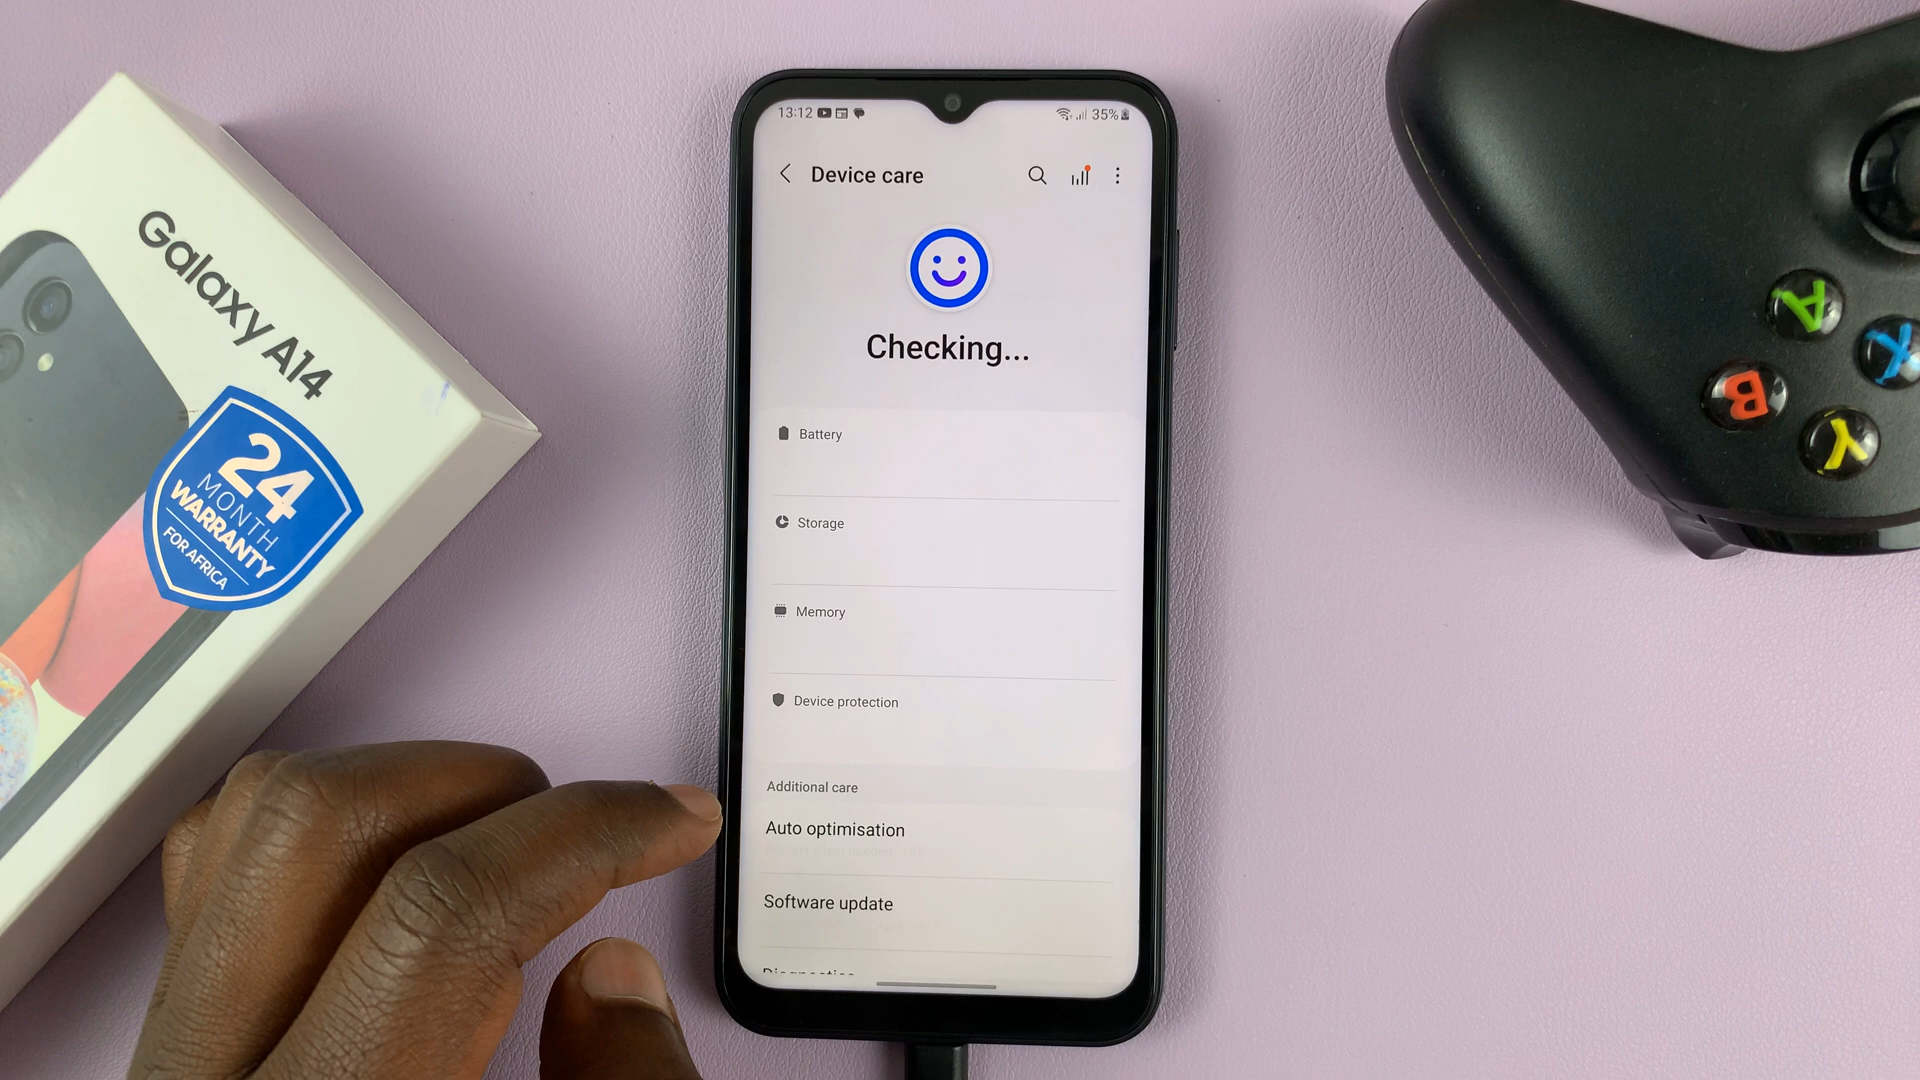 Galaxy A14
24
MONTH
WARRANTY
FOR AFRICA
13:12
35%
Device care
Checking...
Battery
Storage
Memory
Device protection
Additional care
Auto optimisation
Software update
Diagnostics
A
X
B
Y